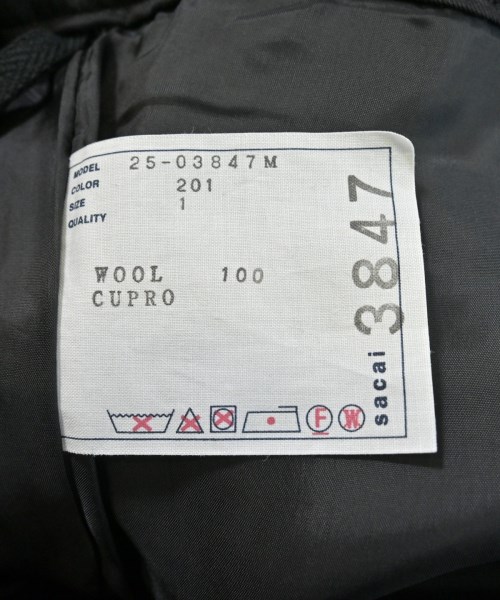 MODEL 25-03847M
COLOR 201
SIZE 1
QUALITY
WOOL 100
CUPRO
F W
sacai 3847